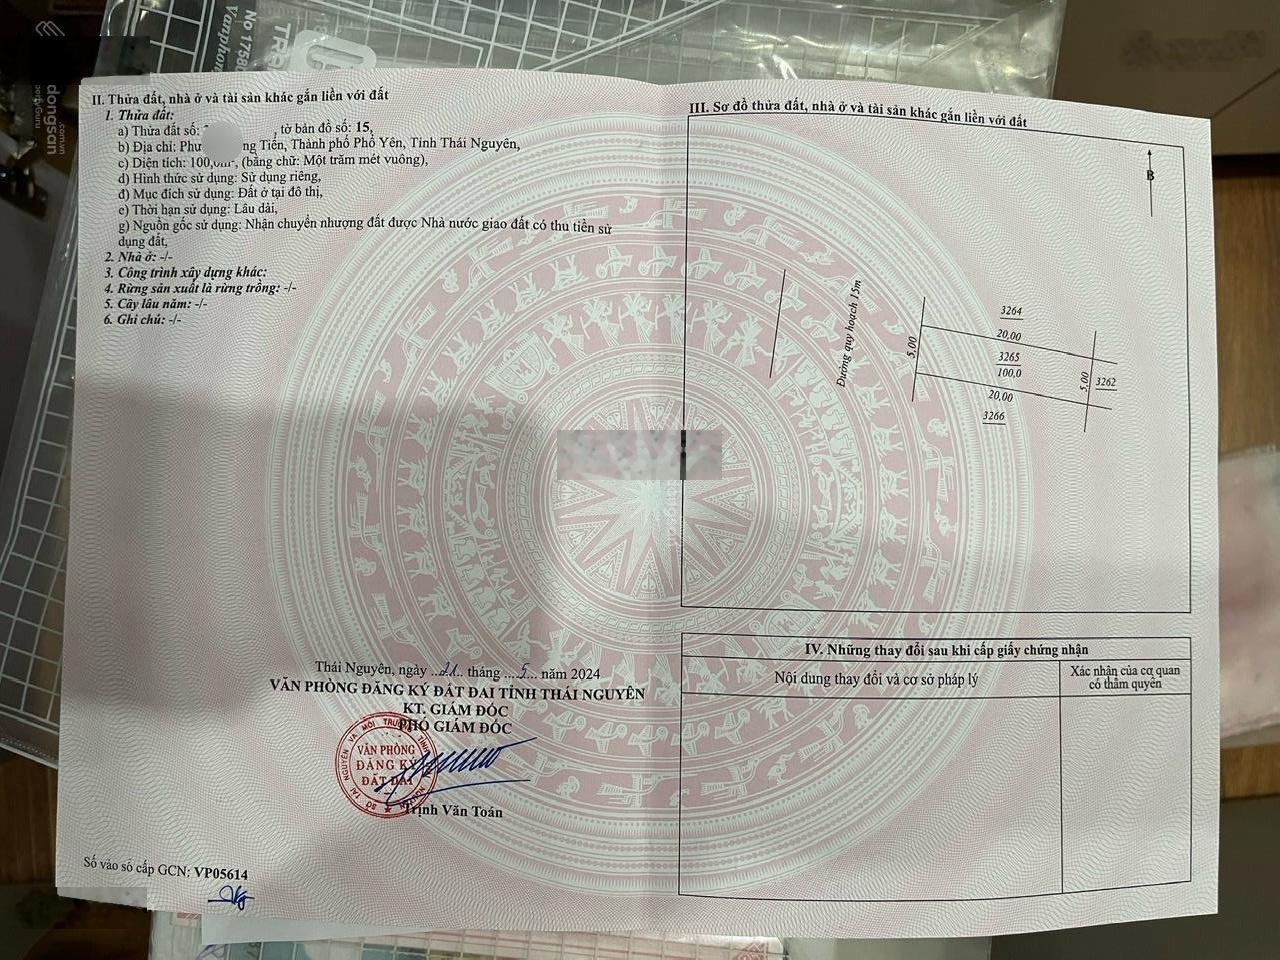 II. Thửa đất, nhà ở và tài sản khác gắn liền với đất
1. Thửa đất:
a) Thửa đất số: , tờ bản đồ số: 15,
b) Địa chỉ: Phư ng Tiến, Thành phố Phổ Yên, Tỉnh Thái Nguyên,
c) Diện tích: 100,0m², (bằng chữ: Một trăm mét vuông),
d) Hình thức sử dụng: Sử dụng riêng,
đ) Mục đích sử dụng: Đất ở tại đô thị,
e) Thời hạn sử dụng: Lâu dài,
g) Nguồn gốc sử dụng: Nhận chuyển nhượng đất được Nhà nước giao đất có thu tiền sử
dụng đất,
2. Nhà ở: -/-
3. Công trình xây dựng khác:
4. Rừng sản xuất là rừng trồng: -/-
5. Cây lâu năm: -/-
6. Ghi chú: -/-
Thái Nguyên, ngày 21 tháng 5 năm 2024
VĂN PHÒNG ĐĂNG KÝ ĐẤT ĐAI TỈNH THÁI NGUYÊN
KT. GIÁM ĐỐC
PHÓ GIÁM ĐỐC
VĂN PHÒNG
ĐĂNG KÝ
ĐẤT ĐAI
Trịnh Văn Toán
Số vào sổ cấp GCN: VP05614
III. Sơ đồ thửa đất, nhà ở và tài sản khác gắn liền với đất
B
Đường quy hoạch 15m
3264
20,00
5,00
3265
100,0
5,00
3262
20,00
3266
IV. Những thay đổi sau khi cấp giấy chứng nhận
Nội dung thay đổi và cơ sở pháp lý
Xác nhận của cơ quan
có thẩm quyền
dongsan
.com.vn